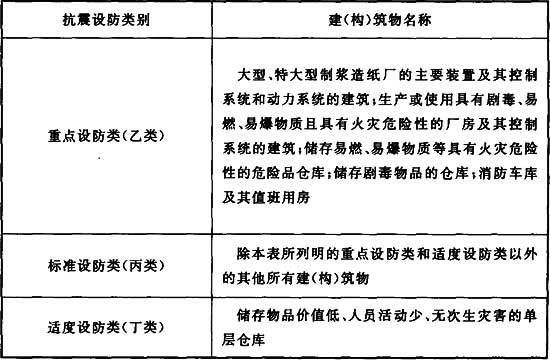 抗震设防类别
建(构)筑物名称
重点设防类(乙类)
大型、特大型制浆造纸厂的主要装置及其控制
系统和动力系统的建筑;生产或使用具有剧毒、易
燃、易爆物质且具有火灾危险性的厂房及其控制
系统的建筑;储存易燃、易爆物质等具有火灾危险
性的危险品仓库;储存剧毒物品的仓库;消防车库
及其值班用房
标准设防类(丙类)
除本表所列明的重点设防类和适度设防类以外
的其他所有建(构)筑物
适度设防类(丁类)
储存物品价值低、人员活动少、无次生灾害的单
层仓库